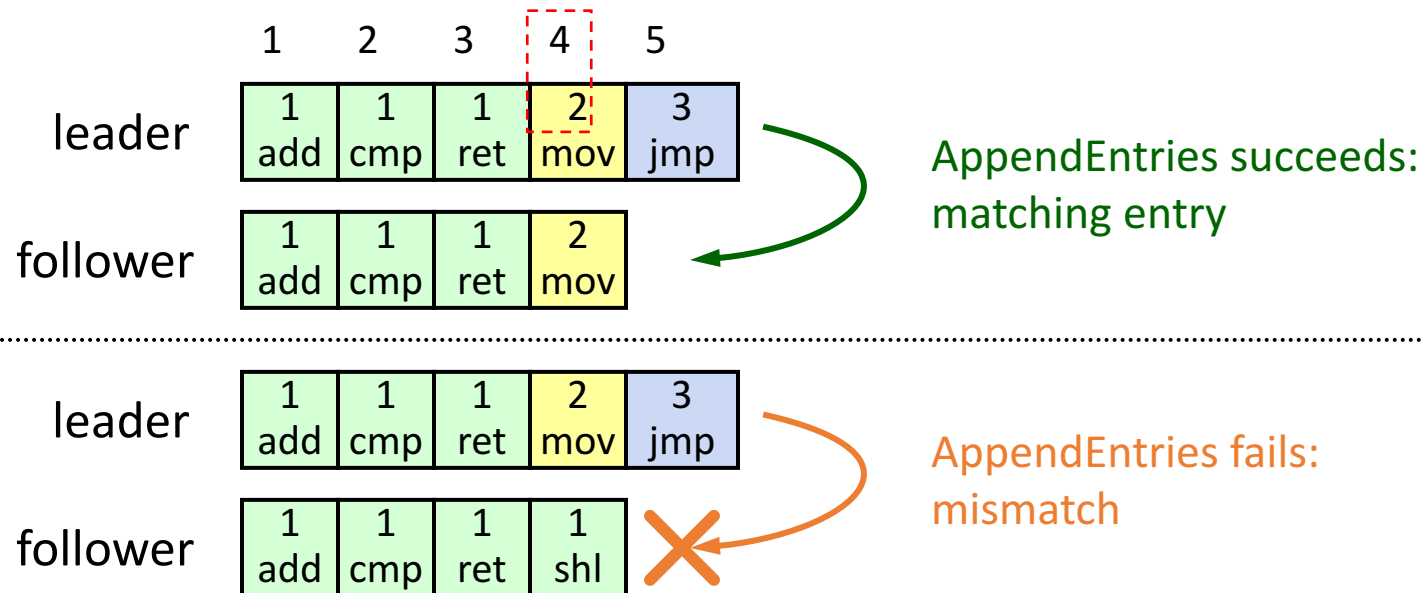 1 2 3 4 5
leader
1 1 1 2 3
add cmp ret mov jmp
AppendEntries succeeds:
matching entry
follower
1 1 1 2
add cmp ret mov
leader
1 1 1 2 3
add cmp ret mov jmp
AppendEntries fails:
mismatch
follower
1 1 1 1
add cmp ret shl